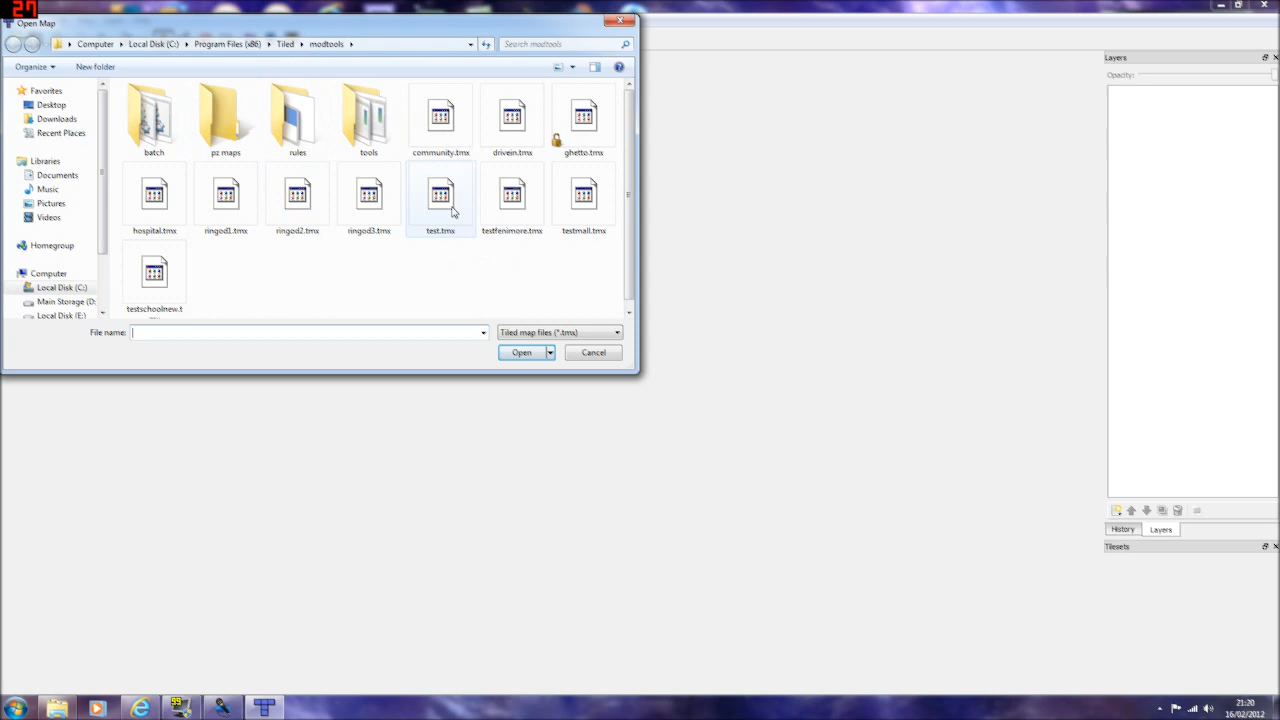 27
Open Map
Computer Local Disk (C:) Program Files (x86) Tiled modtools
Search modtools
Organize New folder
Favorites
Desktop
Downloads
Recent Places
Libraries
Documents
Music
Pictures
Videos
Homegroup
Computer
Local Disk (C:)
Main Storage (D:
Local Disk (E:)
batch pz maps rules tools community.tmx drivein.tmx ghetto.tmx
hospital.tmx ringod1.tmx ringod2.tmx ringod3.tmx test.tmx testfenimore.tmx testmall.tmx
testschoolnew.t
File name:
Tiled map files (*.tmx)
Open Cancel
Layers
Opacity:
History Layers
Tilesets
99
21:20
16/02/2012